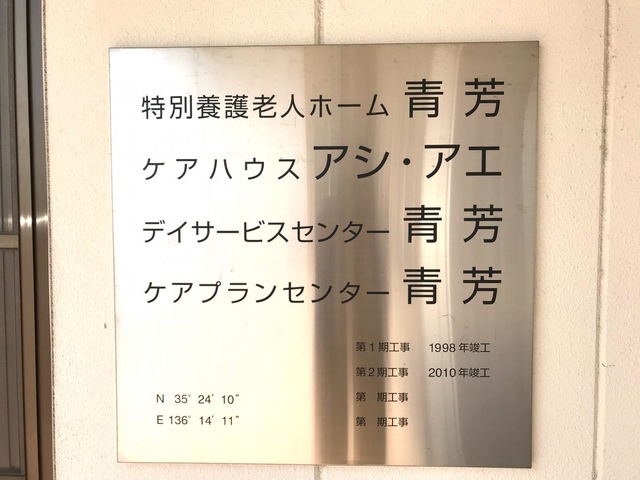 特別養護老人ホーム 青芳
ケアハウス アシ・アエ
デイサービスセンター 青芳
ケアプランセンター 青芳
第1期工事 1998年竣工
第2期工事 2010年竣工
第 期工事
第 期工事
N 35° 24' 10"
E 136° 14' 11"